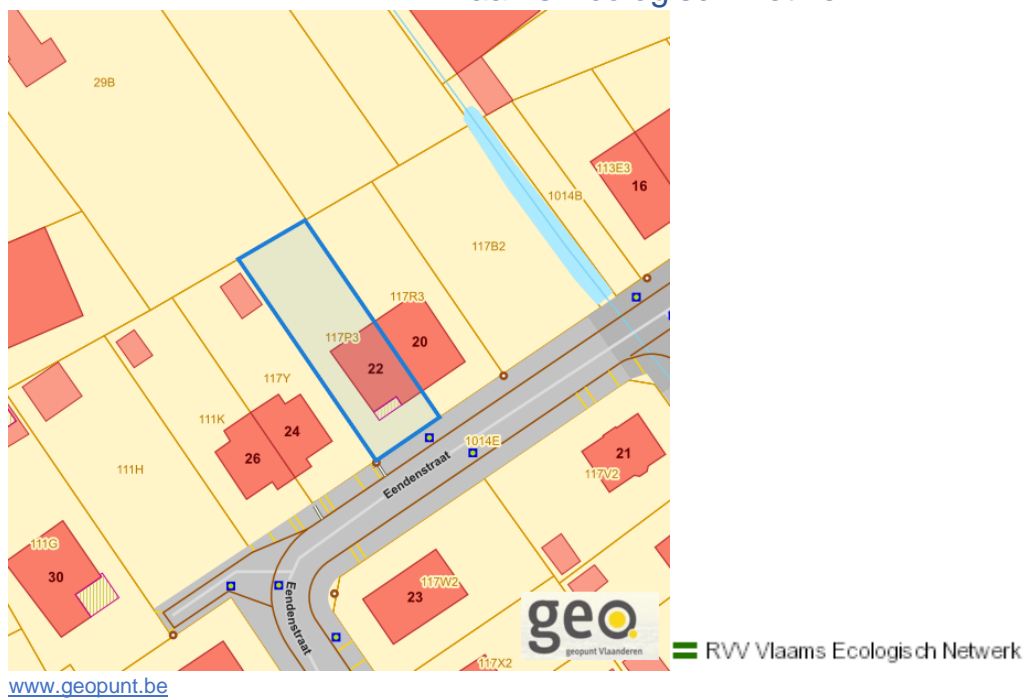 29B
113E3
16
1014B
117B2
117R3
117P3
20
22
117Y
111K
24
26
1014E
Eendenstraat
21
117V2
111H
111G
30
117W2
23
Eendenstraat
117X2
geo
geopunt Vlaanderen
RVV Vlaams Ecologisch Netwerk
www.geopunt.be